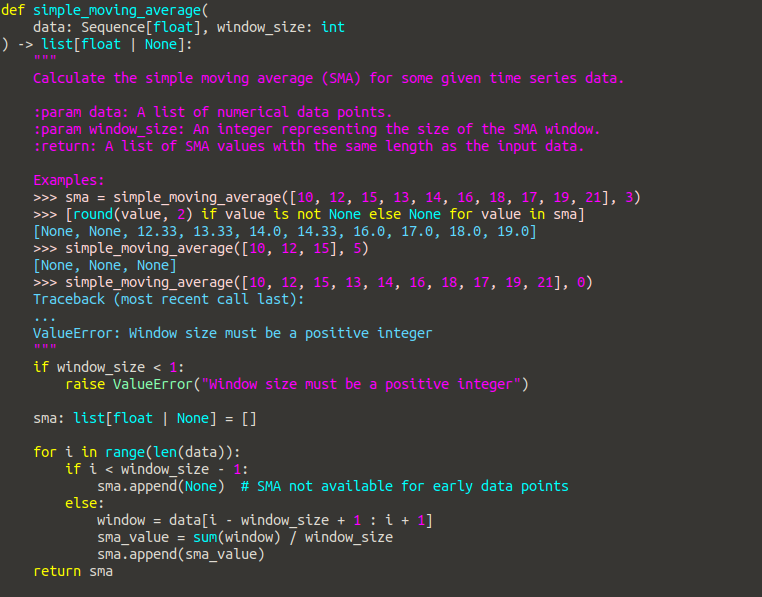 def simple_moving_average(
    data: Sequence[float], window_size: int
) -> list[float | None]:
    """
    Calculate the simple moving average (SMA) for some given time series data.

    :param data: A list of numerical data points.
    :param window_size: An integer representing the size of the SMA window.
    :return: A list of SMA values with the same length as the input data.

    Examples:
    >>> sma = simple_moving_average([10, 12, 15, 13, 14, 16, 18, 17, 19, 21], 3)
    >>> [round(value, 2) if value is not None else None for value in sma]
    [None, None, 12.33, 13.33, 14.0, 14.33, 16.0, 17.0, 18.0, 19.0]
    >>> simple_moving_average([10, 12, 15], 5)
    [None, None, None]
    >>> simple_moving_average([10, 12, 15, 13, 14, 16, 18, 17, 19, 21], 0)
    Traceback (most recent call last):
    ...
    ValueError: Window size must be a positive integer
    """
    if window_size < 1:
        raise ValueError("Window size must be a positive integer")

    sma: list[float | None] = []

    for i in range(len(data)):
        if i < window_size - 1:
            sma.append(None)  # SMA not available for early data points
        else:
            window = data[i - window_size + 1 : i + 1]
            sma_value = sum(window) / window_size
            sma.append(sma_value)
    return sma